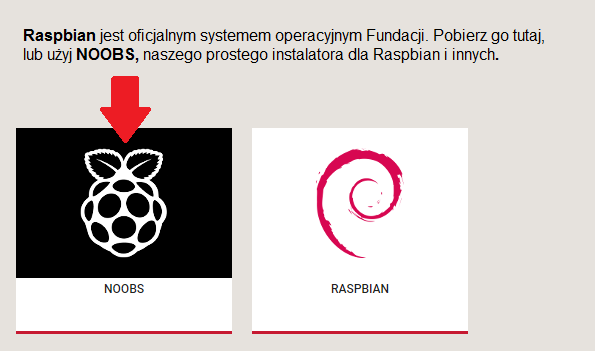 Raspbian jest oficjalnym systemem operacyjnym Fundacji. Pobierz go tutaj,
lub użyj NOOBS, naszego prostego instalatora dla Raspbian i innych.
NOOBS
RASPBIAN